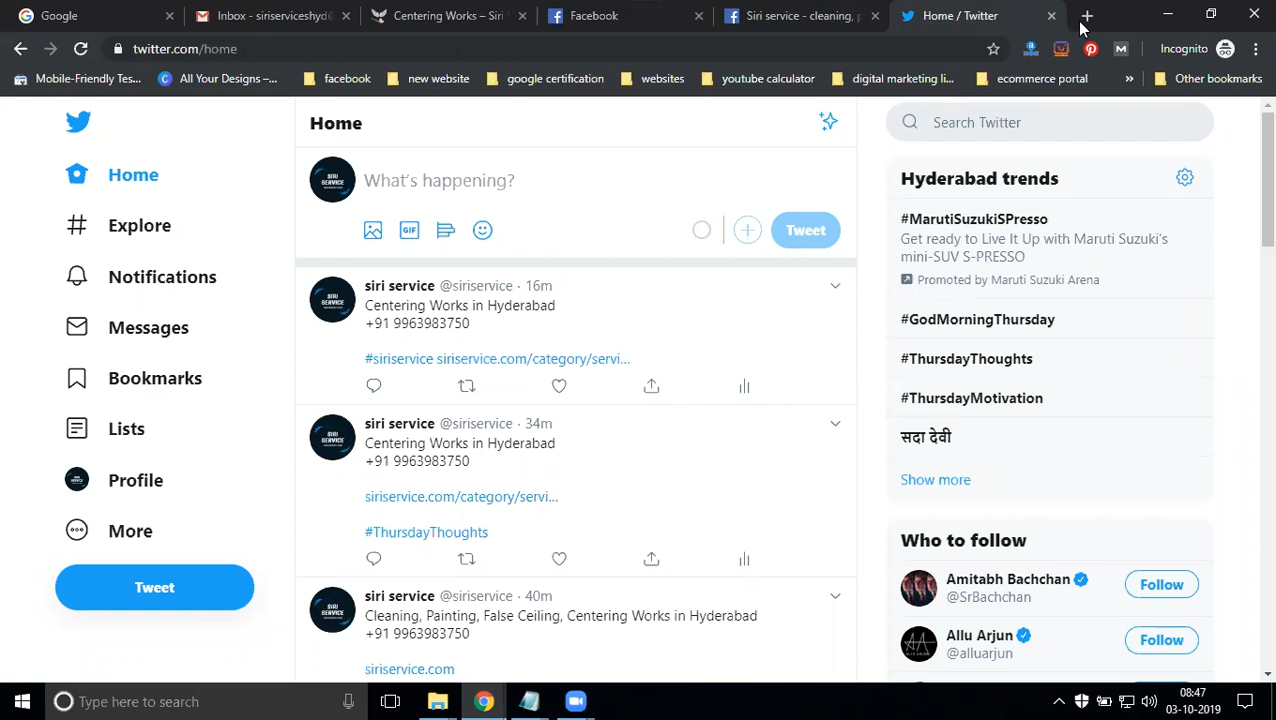 Google
Inbox - siriserviceshyd
Centering Works – Siri
Facebook
Siri service - cleaning, p
Home / Twitter
twitter.com/home
Incognito
Mobile-Friendly Tes...
All Your Designs –...
facebook
new website
google certification
websites
youtube calculator
digital marketing li...
ecommerce portal
»
Other bookmarks
Home
Explore
Notifications
Messages
Bookmarks
Lists
Profile
More
Tweet
Home
What's happening?
GIF
Tweet
siri service @siriservice · 16m
Centering Works in Hyderabad
+91 9963983750
#siriservice siriservice.com/category/servi...
siri service @siriservice · 34m
Centering Works in Hyderabad
+91 9963983750
siriservice.com/category/servi...
#ThursdayThoughts
siri service @siriservice · 40m
Cleaning, Painting, False Ceiling, Centering Works in Hyderabad
+91 9963983750
siriservice.com
Search Twitter
Hyderabad trends
#MarutiSuzukiSPresso
Get ready to Live It Up with Maruti Suzuki's
mini-SUV S-PRESSO
Promoted by Maruti Suzuki Arena
#GodMorningThursday
#ThursdayThoughts
#ThursdayMotivation
सदा देवी
Show more
Who to follow
Amitabh Bachchan
@SrBachchan
Follow
Allu Arjun
@alluarjun
Follow
Type here to search
08:47
03-10-2019